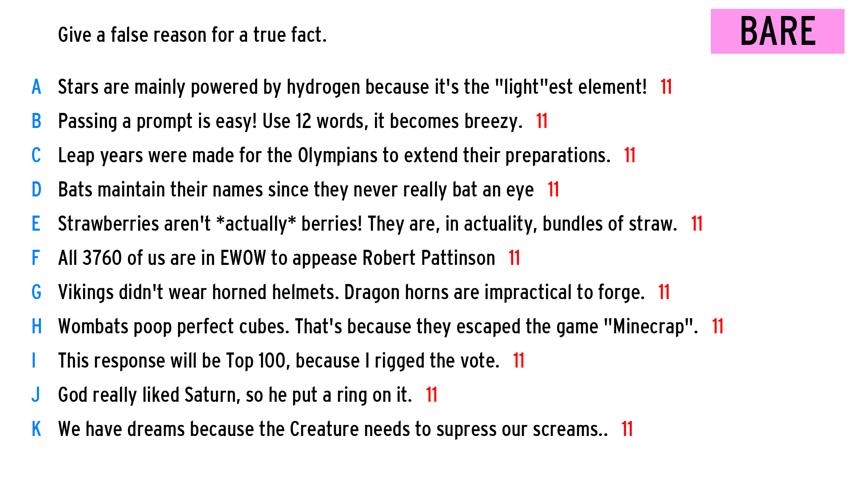 Give a false reason for a true fact.
BARE
A Stars are mainly powered by hydrogen because it's the "light"est element! 11
B Passing a prompt is easy! Use 12 words, it becomes breezy. 11
C Leap years were made for the Olympians to extend their preparations. 11
D Bats maintain their names since they never really bat an eye 11
E Strawberries aren't *actually* berries! They are, in actuality, bundles of straw. 11
F All 3760 of us are in EWOW to appease Robert Pattinson 11
G Vikings didn't wear horned helmets. Dragon horns are impractical to forge. 11
H Wombats poop perfect cubes. That's because they escaped the game "Minecrap". 11
I This response will be Top 100, because I rigged the vote. 11
J God really liked Saturn, so he put a ring on it. 11
K We have dreams because the Creature needs to supress our screams.. 11